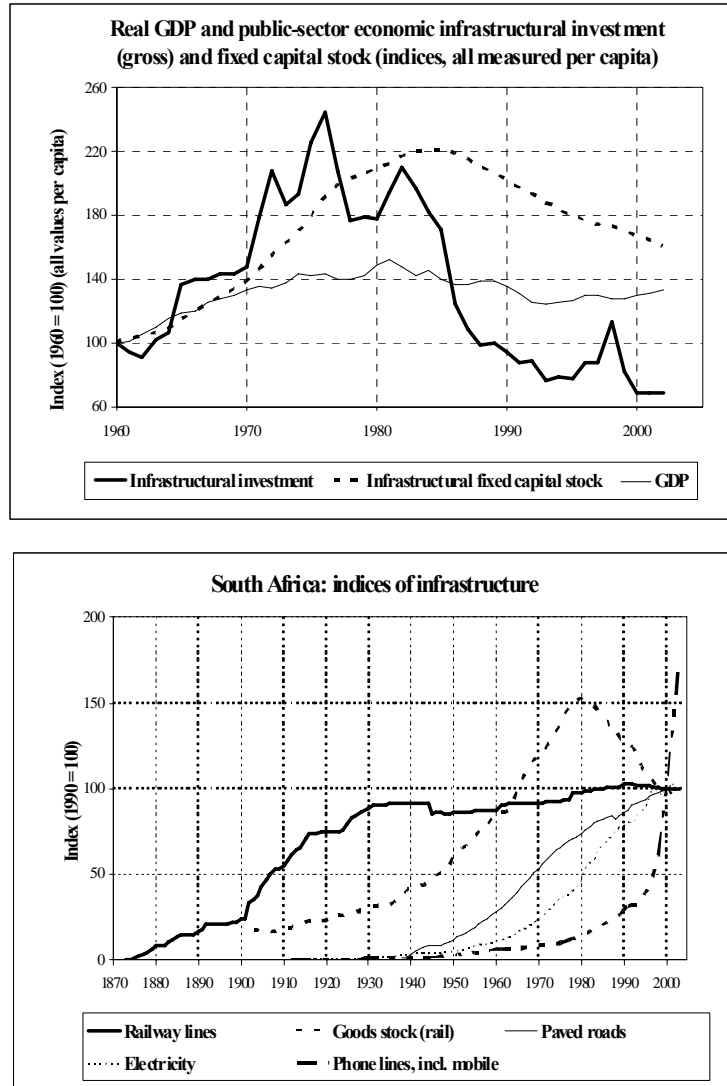 Real GDP and public-sector economic infrastructural investment
(gross) and fixed capital stock (indices, all measured per capita)
Index (1960 = 100) (all values per capita)
260
220
180
140
100
60
1960 1970 1980 1990 2000
Infrastructural investment Infrastructural fixed capital stock GDP
South Africa: indices of infrastructure
Index (1990 = 100)
200
150
100
50
0
1870 1880 1890 1900 1910 1920 1930 1940 1950 1960 1970 1980 1990 2000
Railway lines Goods stock (rail) Paved roads
Electricity Phone lines, incl. mobile